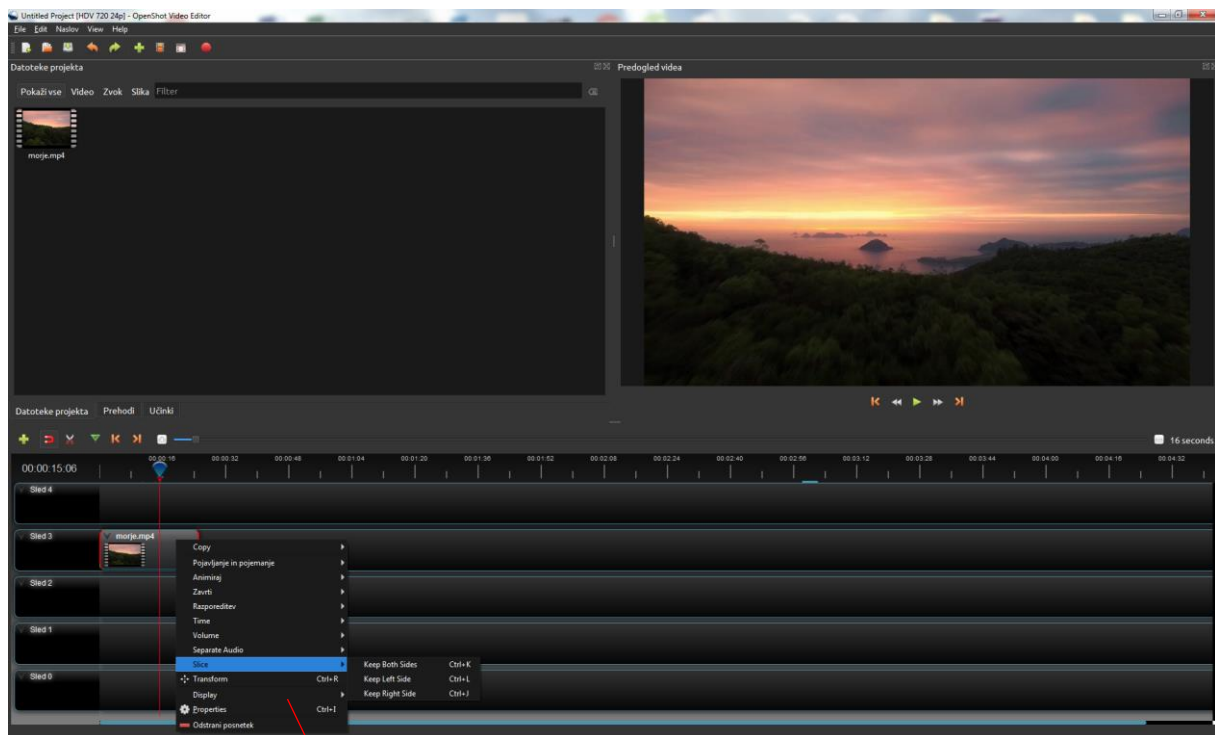 Untitled Project [HDV 720 24p] - OpenShot Video Editor
File Edit Naslov View Help
Datoteke projekta
Predogled videa
Pokaži vse Video Zvok Slika Filter
morje.mp4
Datoteke projekta Prehodi Učinki
16 seconds
00:00:15:06
00:00:16 00:00:32 00:00:48 00:01:04 00:01:20 00:01:36 00:01:52 00:02:08 00:02:24 00:02:40 00:02:56 00:03:12 00:03:28 00:03:44 00:04:00 00:04:16 00:04:32
Sled 4
Sled 3
morje.mp4
Sled 2
Sled 1
Sled 0
Copy
Pojavljanje in pojemanje
Animiraj
Zavrti
Razporeditev
Time
Volume
Separate Audio
Slice
Transform Ctrl+R
Display
Properties Ctrl+I
Odstrani posnetek
Keep Both Sides Ctrl+K
Keep Left Side Ctrl+L
Keep Right Side Ctrl+J